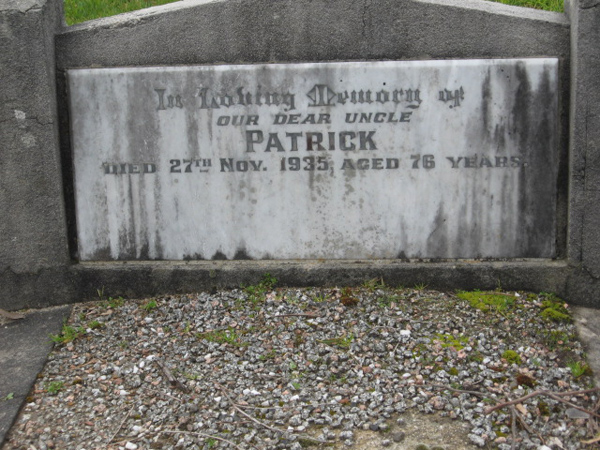 In Loving Memory of
OUR DEAR UNCLE
PATRICK
DIED 27TH NOV. 1935, AGED 76 YEARS.